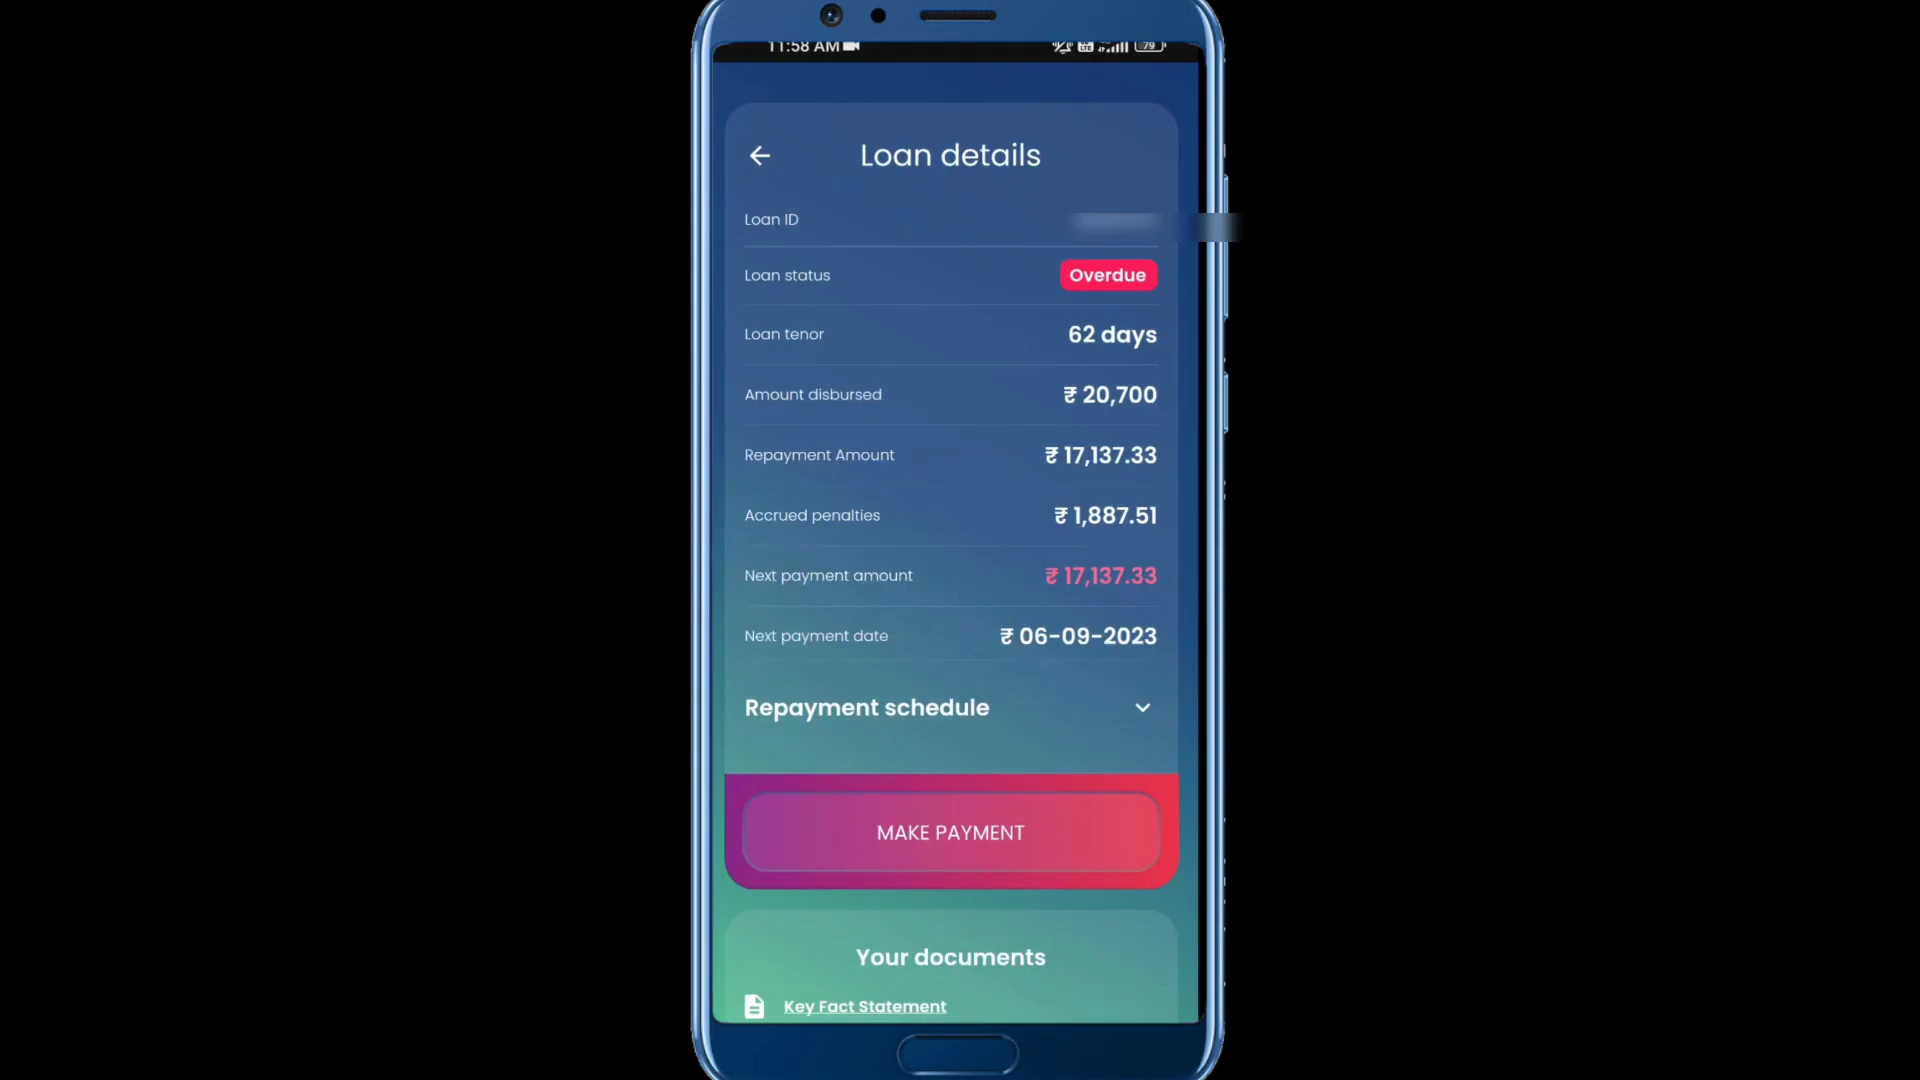 11:58 AM
79
Loan details
Loan ID
Loan status Overdue
Loan tenor 62 days
Amount disbursed ₹ 20,700
Repayment Amount ₹ 17,137.33
Accrued penalties ₹ 1,887.51
Next payment amount ₹ 17,137.33
Next payment date ₹ 06-09-2023
Repayment schedule
MAKE PAYMENT
Your documents
Key Fact Statement